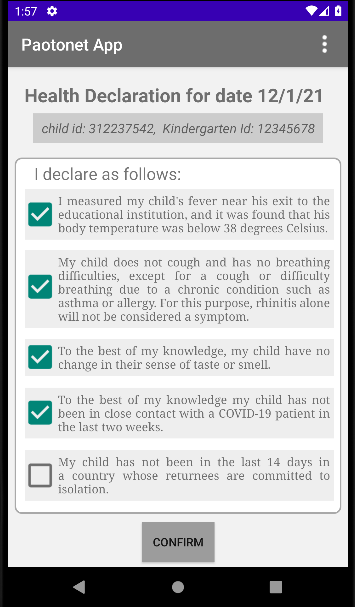 1:57
Paotonet App
Health Declaration for date 12/1/21
child id: 312237542, Kindergarten Id: 12345678
I declare as follows:
I measured my child's fever near his exit to the
educational institution, and it was found that his
body temperature was below 38 degrees Celsius.
My child does not cough and has no breathing
difficulties, except for a cough or difficulty
breathing due to a chronic condition such as
asthma or allergy. For this purpose, rhinitis alone
will not be considered a symptom.
To the best of my knowledge, my child have no
change in their sense of taste or smell.
To the best of my knowledge my child has not
been in close contact with a COVID-19 patient in
the last two weeks.
My child has not been in the last 14 days in
a country whose returnees are committed to
isolation.
CONFIRM